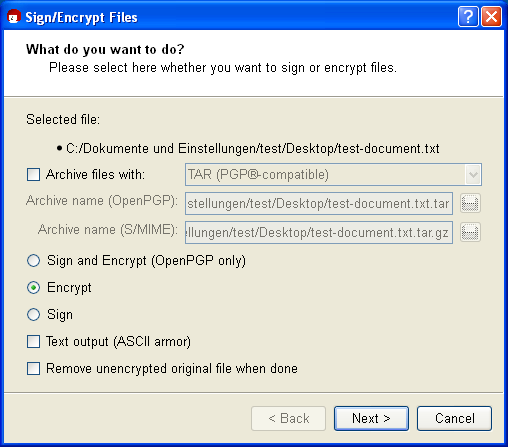 Sign/Encrypt Files
What do you want to do?
Please select here whether you want to sign or encrypt files.
Selected file:
• C:/Dokumente und Einstellungen/test/Desktop/test-document.txt
Archive files with: TAR (PGP®-compatible)
Archive name (OpenPGP): stellungen/test/Desktop/test-document.txt.tar
Archive name (S/MIME): ellungen/test/Desktop/test-document.txt.tar.gz
Sign and Encrypt (OpenPGP only)
Encrypt
Sign
Text output (ASCII armor)
Remove unencrypted original file when done
< Back Next > Cancel